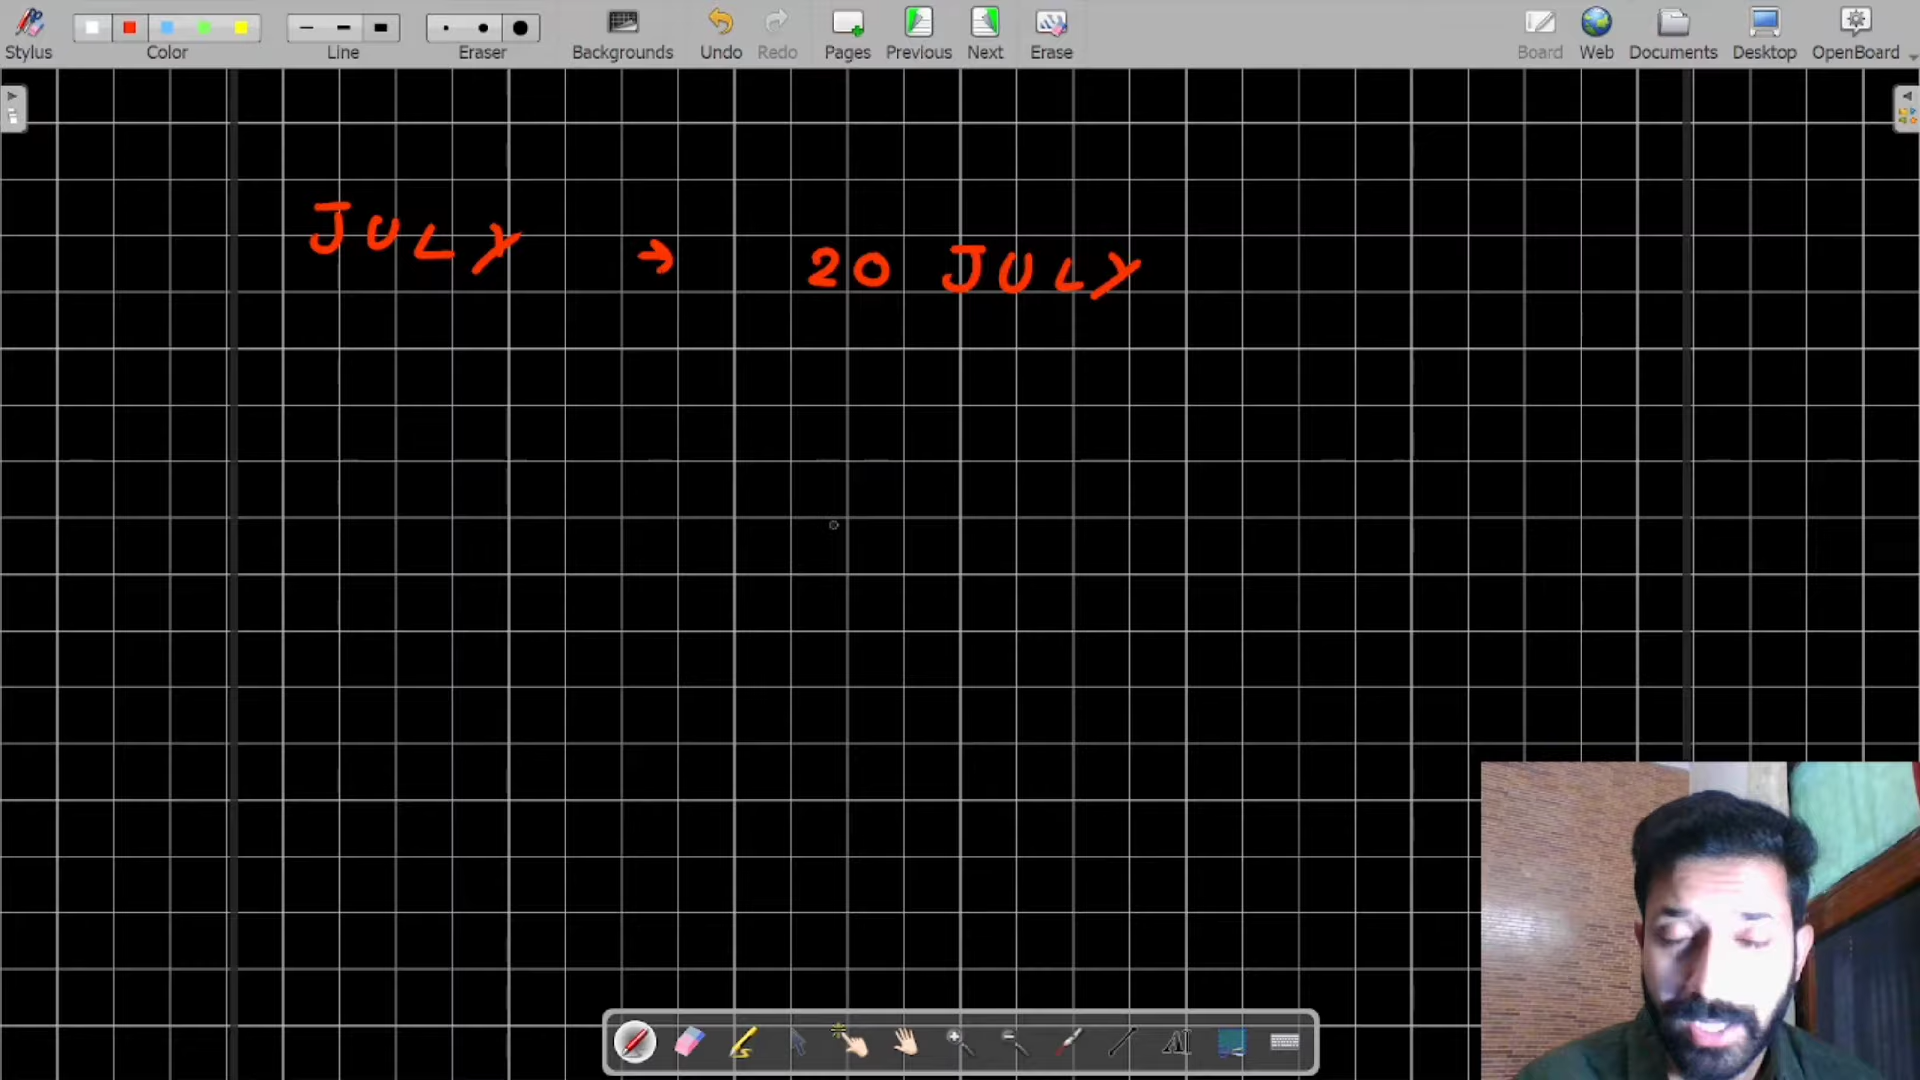 Stylus Color Line Eraser Backgrounds Undo Redo Pages Previous Next Erase Board Web Documents Desktop OpenBoard
JULY → 20 JULY
AI